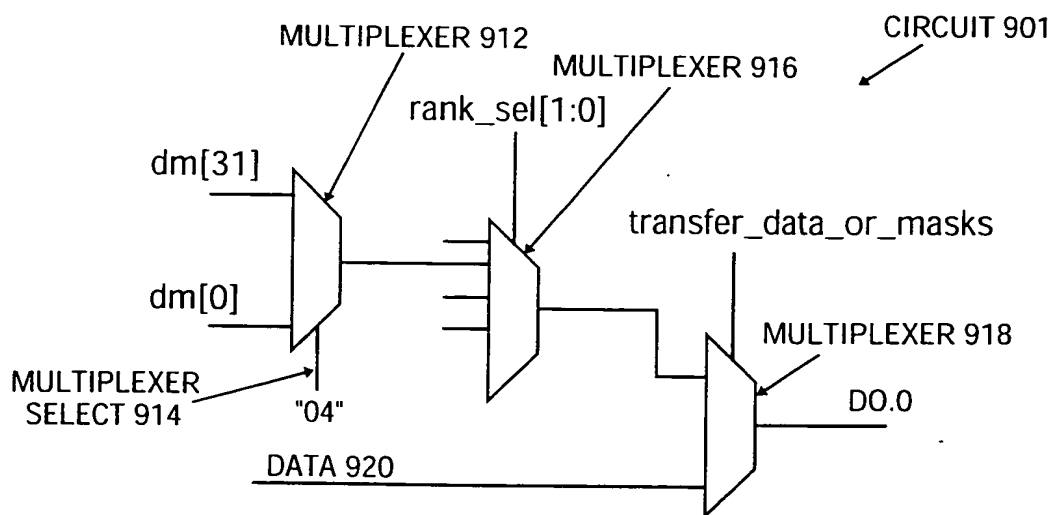 CIRCUIT 901
MULTIPLEXER 912
MULTIPLEXER 916
rank_sel[1:0]
dm[31]
transfer_data_or_masks
dm[0]
MULTIPLEXER 918
MULTIPLEXER
SELECT 914
"04"
DO.0
DATA 920